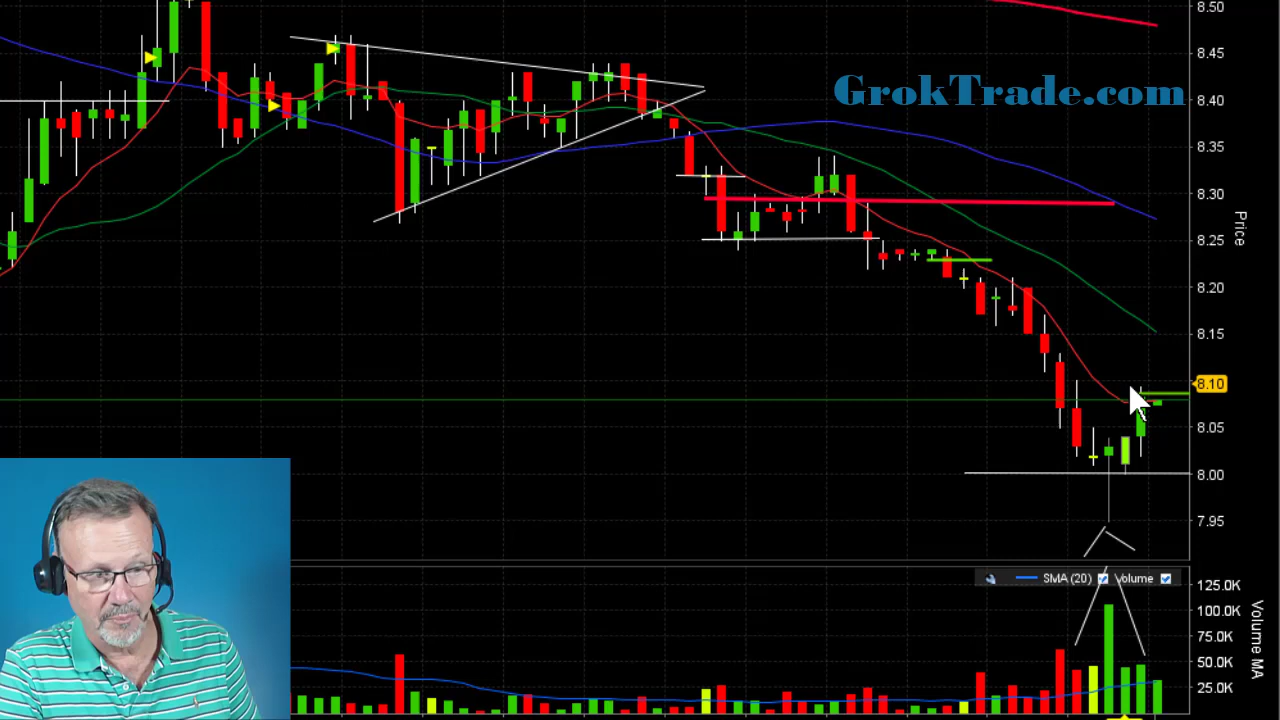 8.50
8.45
GrokTrade.com
8.40
8.35
8.30
8.25
Price
8.20
8.15
8.10
8.05
8.00
7.95
SMA (20)
Volume
125.0K
100.0K
75.0K
50.0K
25.0K
Volume MA